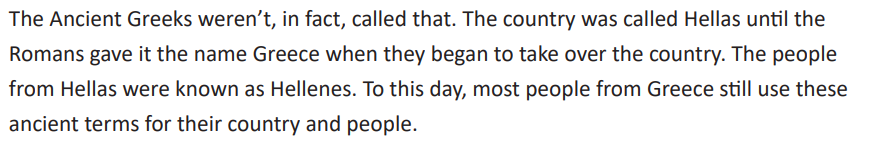 The Ancient Greeks weren’t, in fact, called that. The country was called Hellas until the
Romans gave it the name Greece when they began to take over the country. The people
from Hellas were known as Hellenes. To this day, most people from Greece still use these
ancient terms for their country and people.